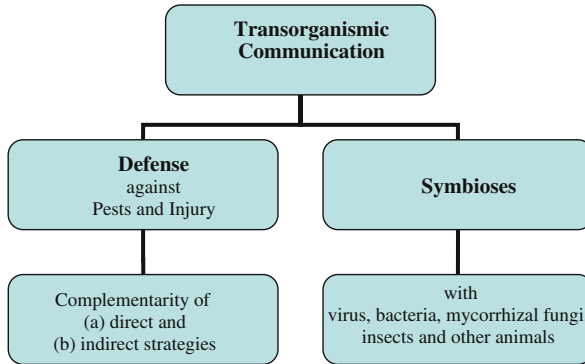 Transorganismic
Communication
Defense
against
Pests and Injury
Symbioses
Complementarity of
(a) direct and
(b) indirect strategies
with
virus, bacteria, mycorrhizal fungi
insects and other animals